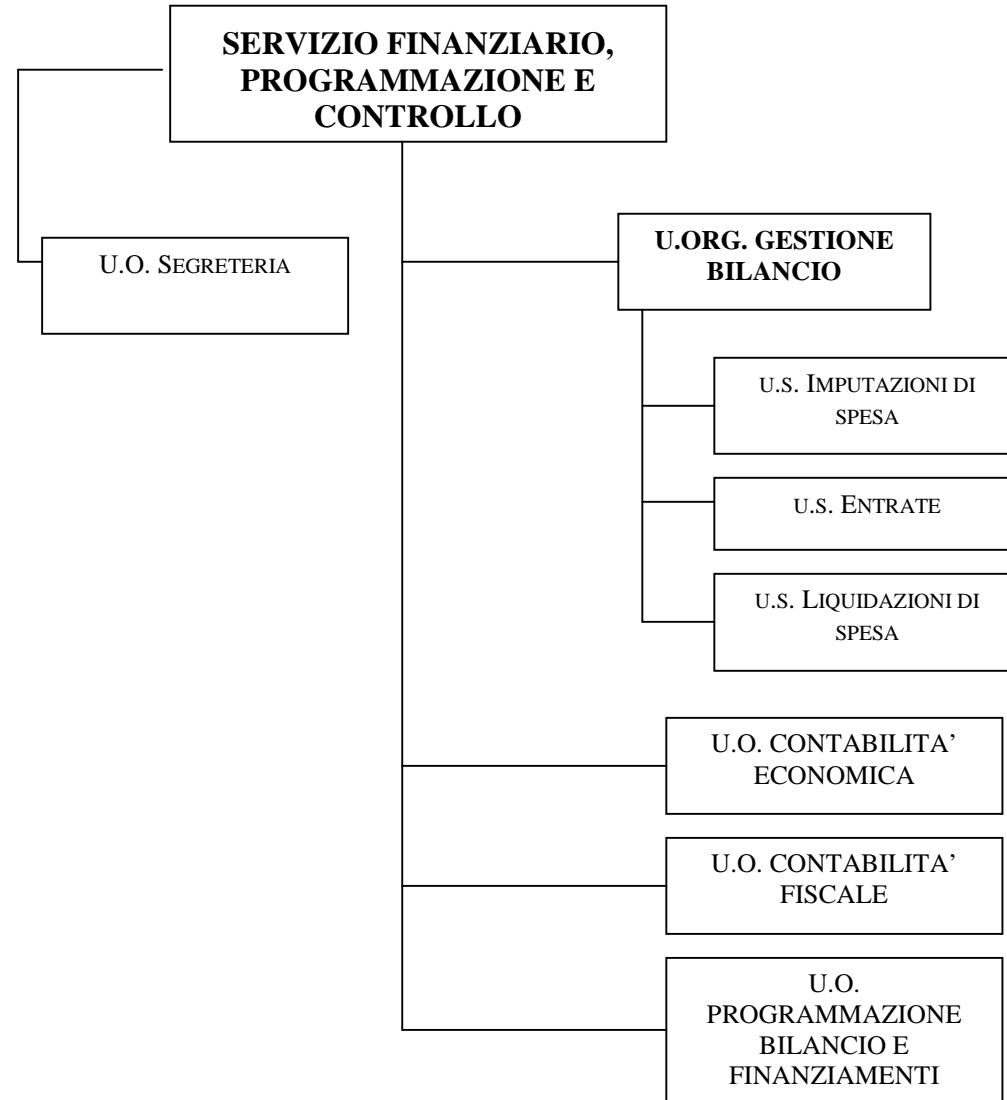 SERVIZIO FINANZIARIO,
PROGRAMMAZIONE E
CONTROLLO
U.O. SEGRETERIA
U.ORG. GESTIONE
BILANCIO
U.S. IMPUTAZIONI DI
SPESA
U.S. ENTRATE
U.S. LIQUIDAZIONI DI
SPESA
U.O. CONTABILITA’
ECONOMICA
U.O. CONTABILITA’
FISCALE
U.O.
PROGRAMMAZIONE
BILANCIO E
FINANZIAMENTI